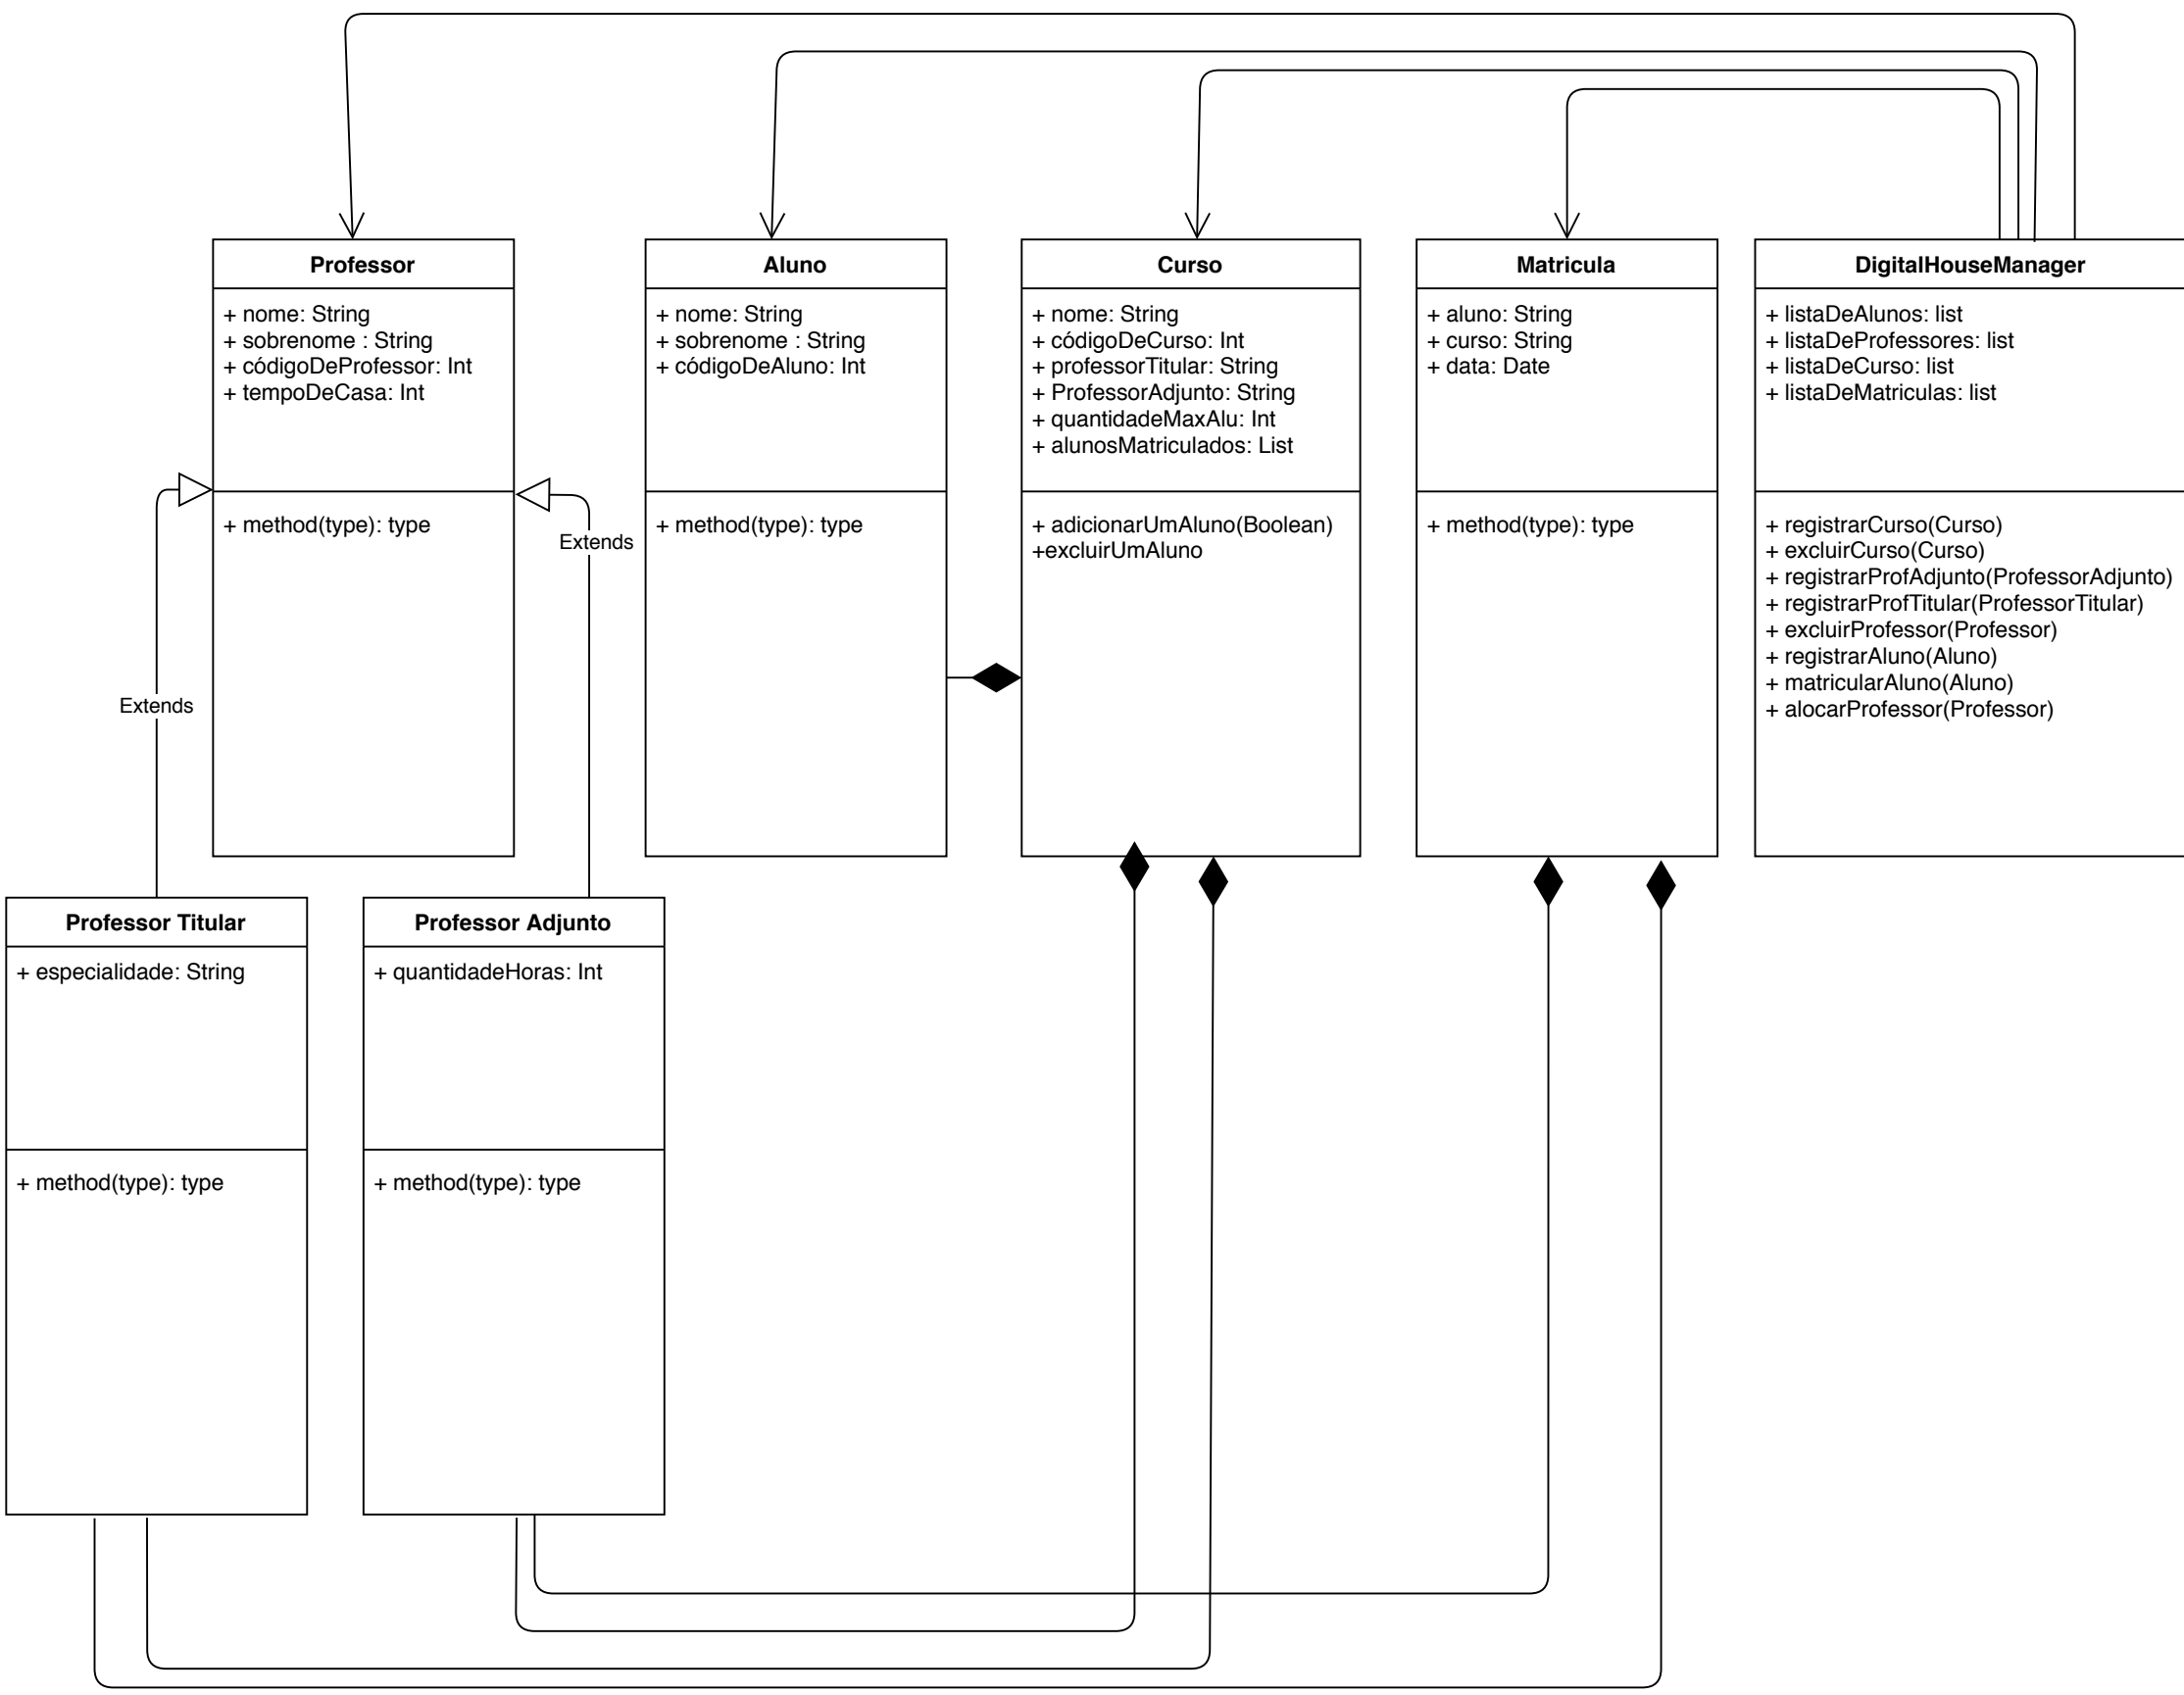 Professor
+ nome: String
+ sobrenome : String
+ códigoDeProfessor: Int
+ tempoDeCasa: Int
+ method(type): type
Aluno
+ nome: String
+ sobrenome : String
+ códigoDeAluno: Int
+ method(type): type
Curso
+ nome: String
+ códigoDeCurso: Int
+ professorTitular: String
+ ProfessorAdjunto: String
+ quantidadeMaxAlu: Int
+ alunosMatriculados: List
+ adicionarUmAluno(Boolean)
+excluirUmAluno
Matricula
+ aluno: String
+ curso: String
+ data: Date
+ method(type): type
DigitalHouseManager
+ listaDeAlunos: list
+ listaDeProfessores: list
+ listaDeCurso: list
+ listaDeMatriculas: list
+ registrarCurso(Curso)
+ excluirCurso(Curso)
+ registrarProfAdjunto(ProfessorAdjunto)
+ registrarProfTitular(ProfessorTitular)
+ excluirProfessor(Professor)
+ registrarAluno(Aluno)
+ matricularAluno(Aluno)
+ alocarProfessor(Professor)
Extends
Extends
Professor Titular
+ especialidade: String
+ method(type): type
Professor Adjunto
+ quantidadeHoras: Int
+ method(type): type